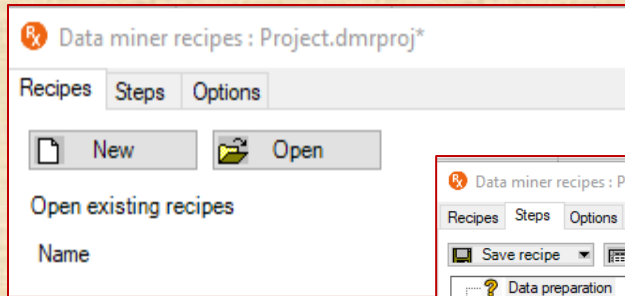 Data miner recipes : Project.dmrproj*
Recipes Steps Options
New Open
Open existing recipes
Name
Data miner recipes : P
Recipes Steps Options
Save recipe
Data preparation